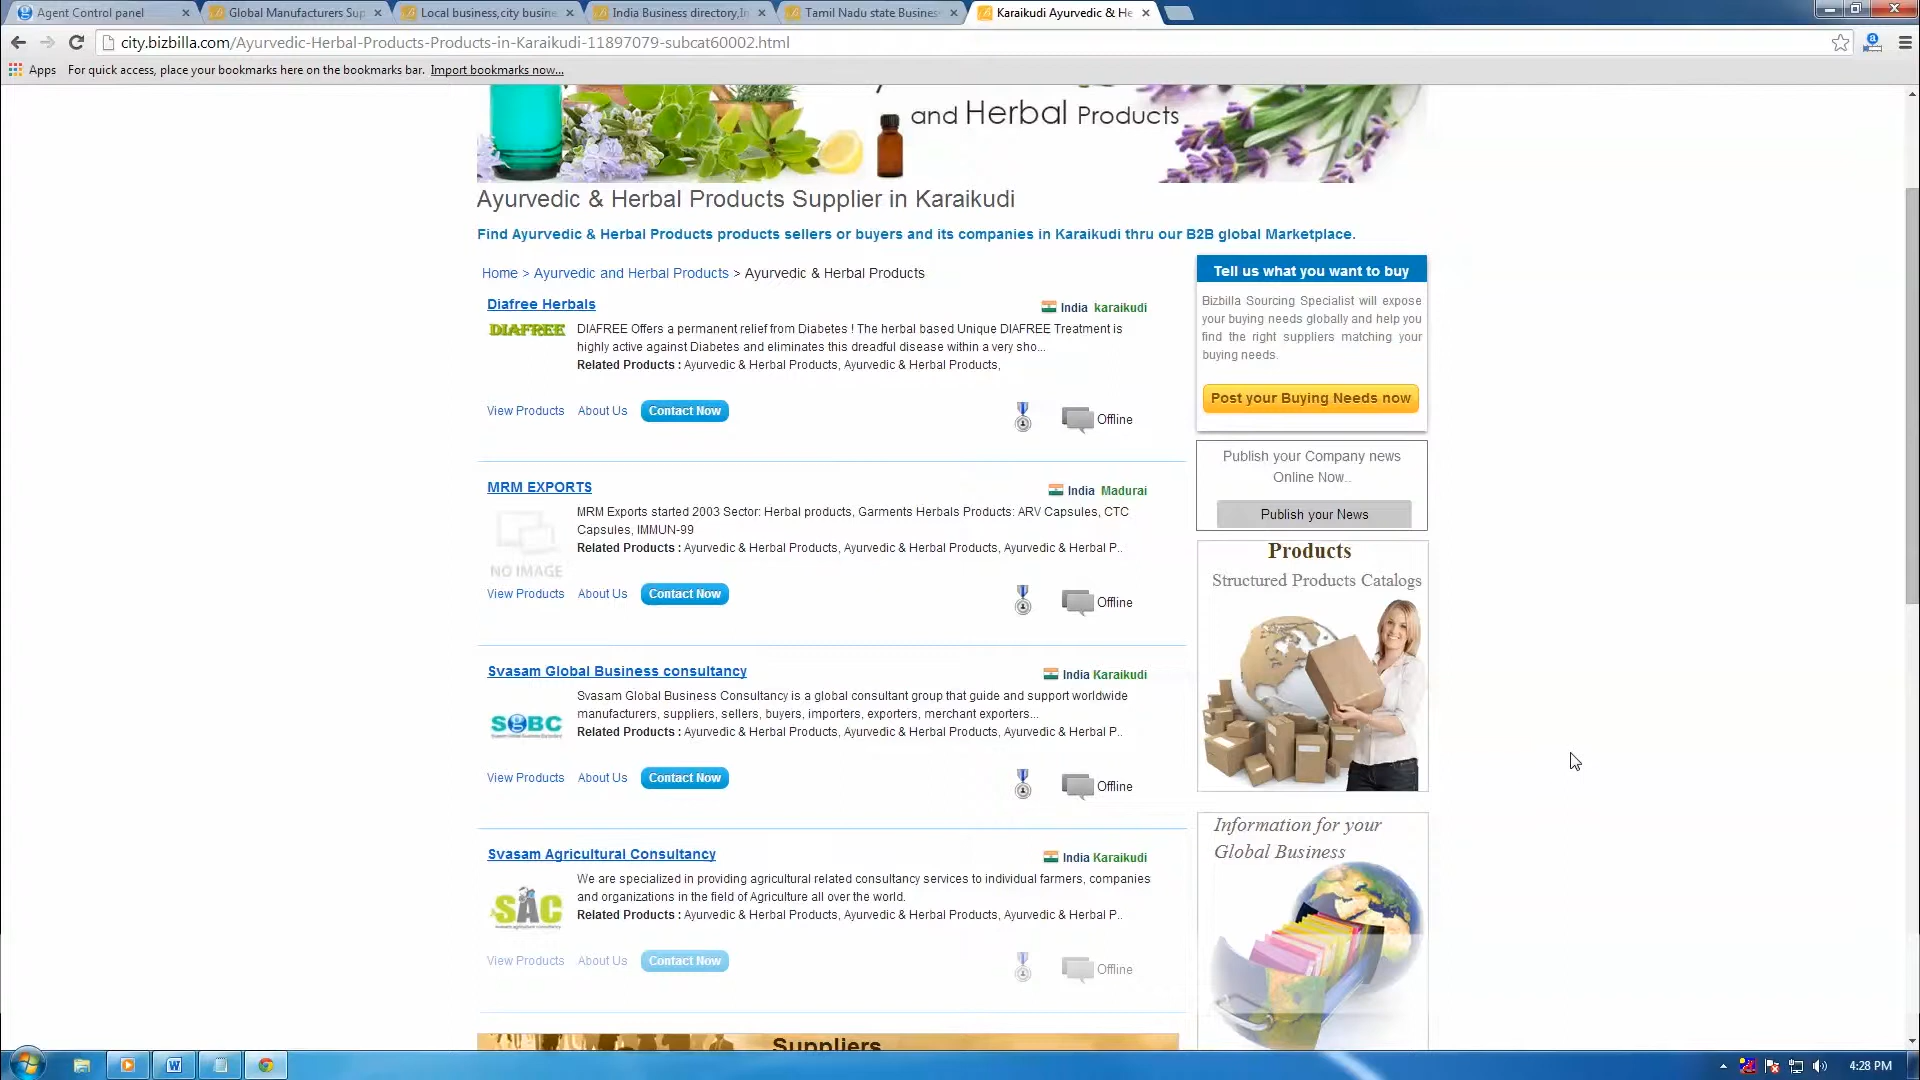 Agent Control panel
Global Manufacturers Sup
Local business,city busine
India Business directory,I
Tamil Nadu state Business
Karaikudi Ayurvedic & He
city.bizbilla.com/Ayurvedic-Herbal-Products-Products-in-Karaikudi-11897079-subcat60002.html
Apps For quick access, place your bookmarks here on the bookmarks bar. Import bookmarks now...
and Herbal Products
Ayurvedic & Herbal Products Supplier in Karaikudi
Find Ayurvedic & Herbal Products products sellers or buyers and its companies in Karaikudi thru our B2B global Marketplace.
Home > Ayurvedic and Herbal Products > Ayurvedic & Herbal Products
Diafree Herbals
India karaikudi
DIAFREE
DIAFREE Offers a permanent relief from Diabetes ! The herbal based Unique DIAFREE Treatment is
highly active against Diabetes and eliminates this dreadful disease within a very sho...
Related Products : Ayurvedic & Herbal Products, Ayurvedic & Herbal Products,
View Products About Us Contact Now
Offline
MRM EXPORTS
India Madurai
MRM Exports started 2003 Sector: Herbal products, Garments Herbals Products: ARV Capsules, CTC
Capsules, IMMUN-99
Related Products : Ayurvedic & Herbal Products, Ayurvedic & Herbal Products, Ayurvedic & Herbal P..
NO IMAGE
View Products About Us Contact Now
Offline
Svasam Global Business consultancy
India Karaikudi
Svasam Global Business Consultancy is a global consultant group that guide and support worldwide
manufacturers, suppliers, sellers, buyers, importers, exporters, merchant exporters...
SGBC
Related Products : Ayurvedic & Herbal Products, Ayurvedic & Herbal Products, Ayurvedic & Herbal P..
View Products About Us Contact Now
Offline
Svasam Agricultural Consultancy
India Karaikudi
We are specialized in providing agricultural related consultancy services to individual farmers, companies
and organizations in the field of Agriculture all over the world.
SAC
Related Products : Ayurvedic & Herbal Products, Ayurvedic & Herbal Products, Ayurvedic & Herbal P..
View Products About Us Contact Now
Offline
Suppliers
Tell us what you want to buy
Bizbilla Sourcing Specialist will expose
your buying needs globally and help you
find the right suppliers matching your
buying needs.
Post your Buying Needs now
Publish your Company news
Online Now..
Publish your News
Products
Structured Products Catalogs
Information for your
Global Business
4:28 PM